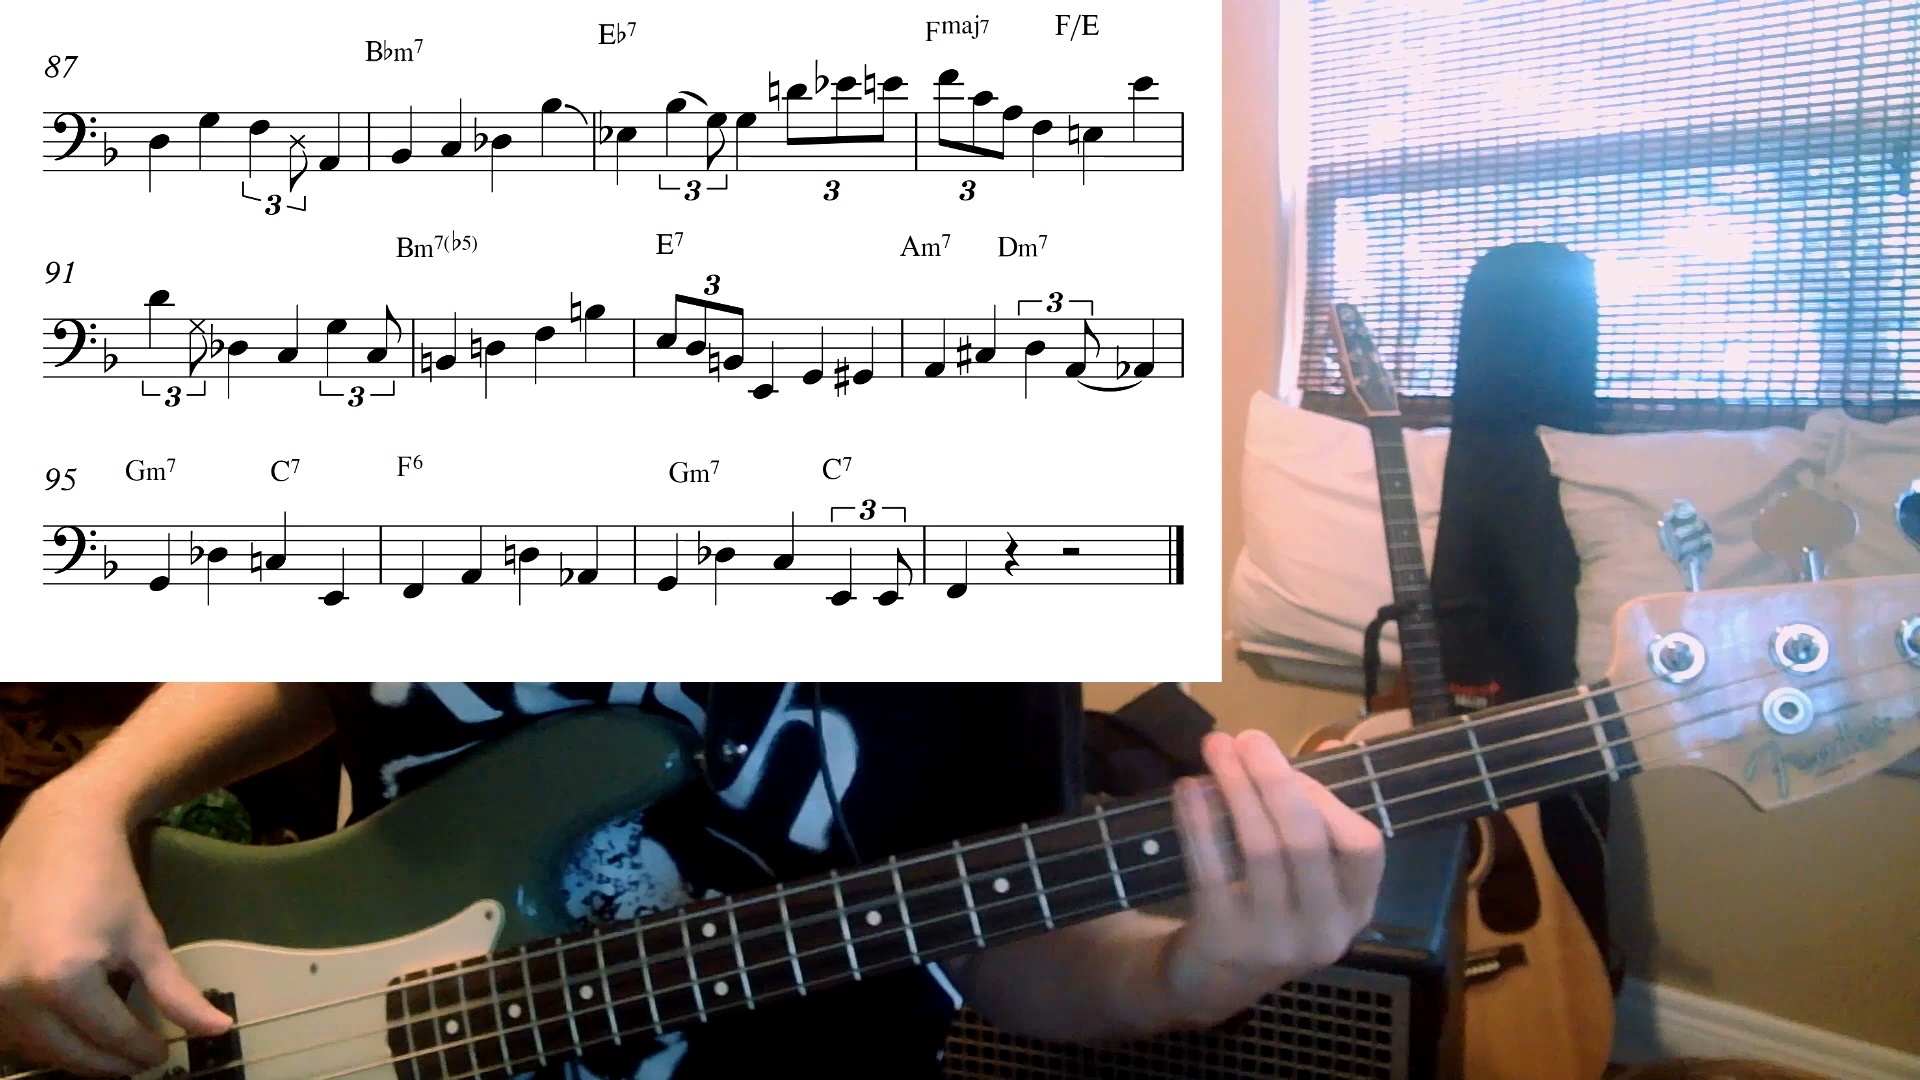 87 B♭m7 E♭7 Fmaj7 F/E
3 3 3 3
91 Bm7(♭5) E7 Am7 Dm7
3 3
3 3
95 Gm7 C7 F6 Gm7 C7
3
Fender